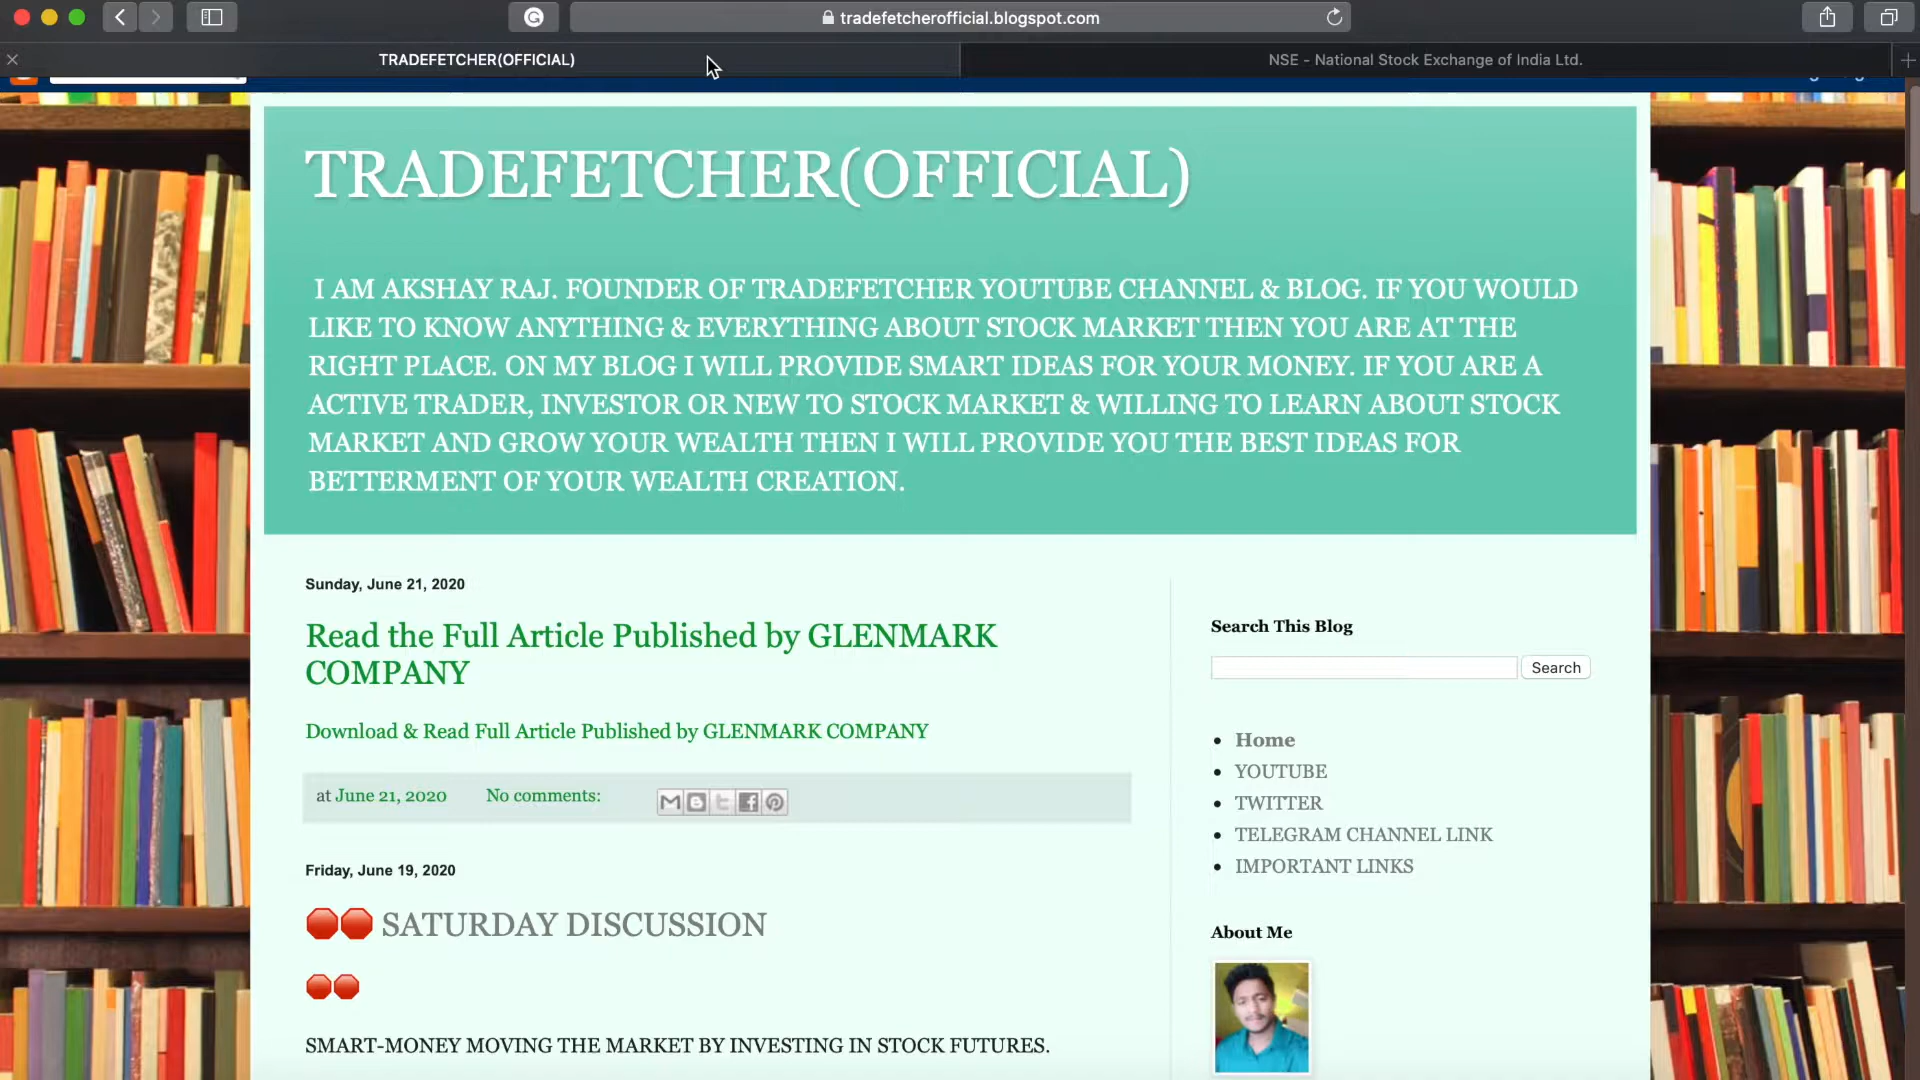 tradefetcherofficial.blogspot.com
TRADEFETCHER(OFFICIAL)
NSE - National Stock Exchange of India Ltd.
TRADEFETCHER(OFFICIAL)
I AM AKSHAY RAJ. FOUNDER OF TRADEFETCHER YOUTUBE CHANNEL & BLOG. IF YOU WOULD
LIKE TO KNOW ANYTHING & EVERYTHING ABOUT STOCK MARKET THEN YOU ARE AT THE
RIGHT PLACE. ON MY BLOG I WILL PROVIDE SMART IDEAS FOR YOUR MONEY. IF YOU ARE A
ACTIVE TRADER, INVESTOR OR NEW TO STOCK MARKET & WILLING TO LEARN ABOUT STOCK
MARKET AND GROW YOUR WEALTH THEN I WILL PROVIDE YOU THE BEST IDEAS FOR
BETTERMENT OF YOUR WEALTH CREATION.
Sunday, June 21, 2020
Read the Full Article Published by GLENMARK
COMPANY
Download & Read Full Article Published by GLENMARK COMPANY
at June 21, 2020 No comments:
Friday, June 19, 2020
SATURDAY DISCUSSION
SMART-MONEY MOVING THE MARKET BY INVESTING IN STOCK FUTURES.
Search This Blog
Search
Home
YOUTUBE
TWITTER
TELEGRAM CHANNEL LINK
IMPORTANT LINKS
About Me